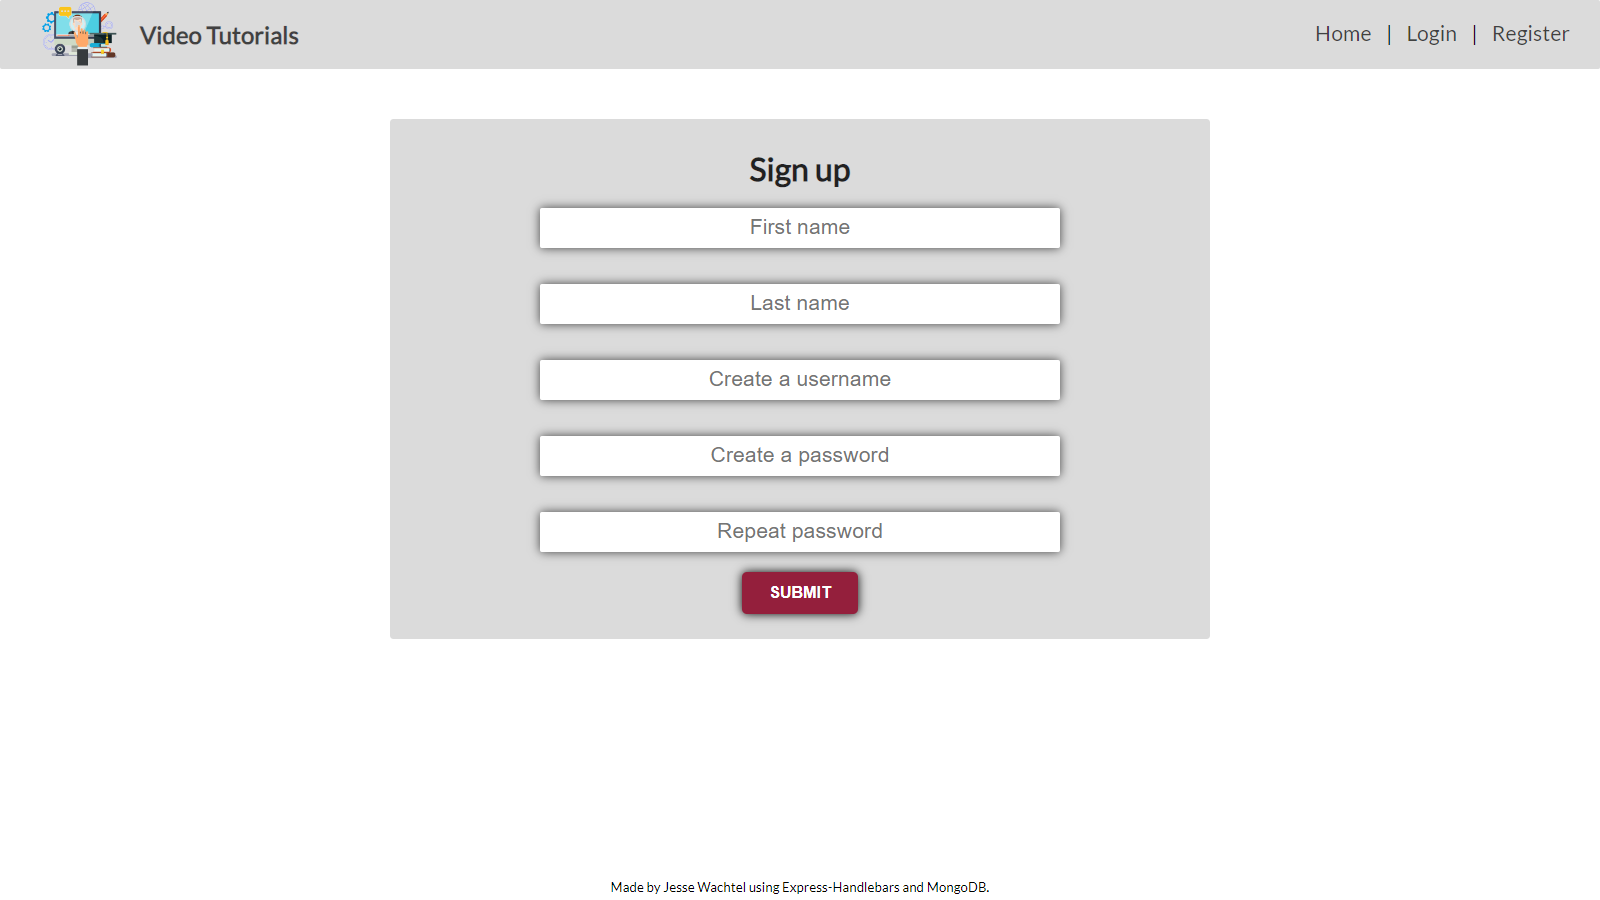 Video Tutorials
Home | Login | Register
Sign up
First name
Last name
Create a username
Create a password
Repeat password
SUBMIT
Made by Jesse Wachtel using Express-Handlebars and MongoDB.